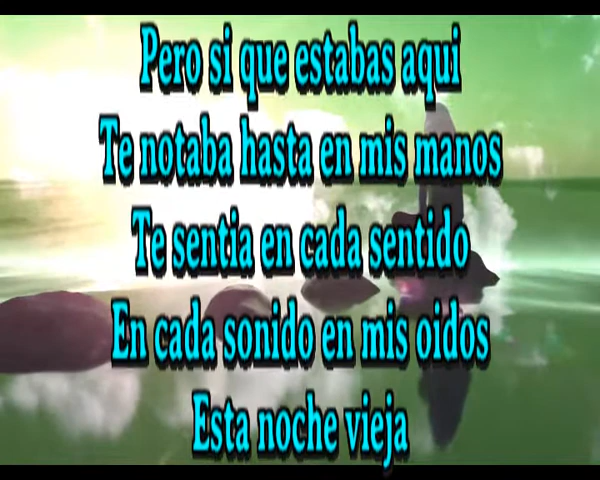 Pero si que estabas aqui
Te notaba hasta en mis manos
Te sentia en cada sentido
En cada sonido en mis oidos
Esta noche vieja